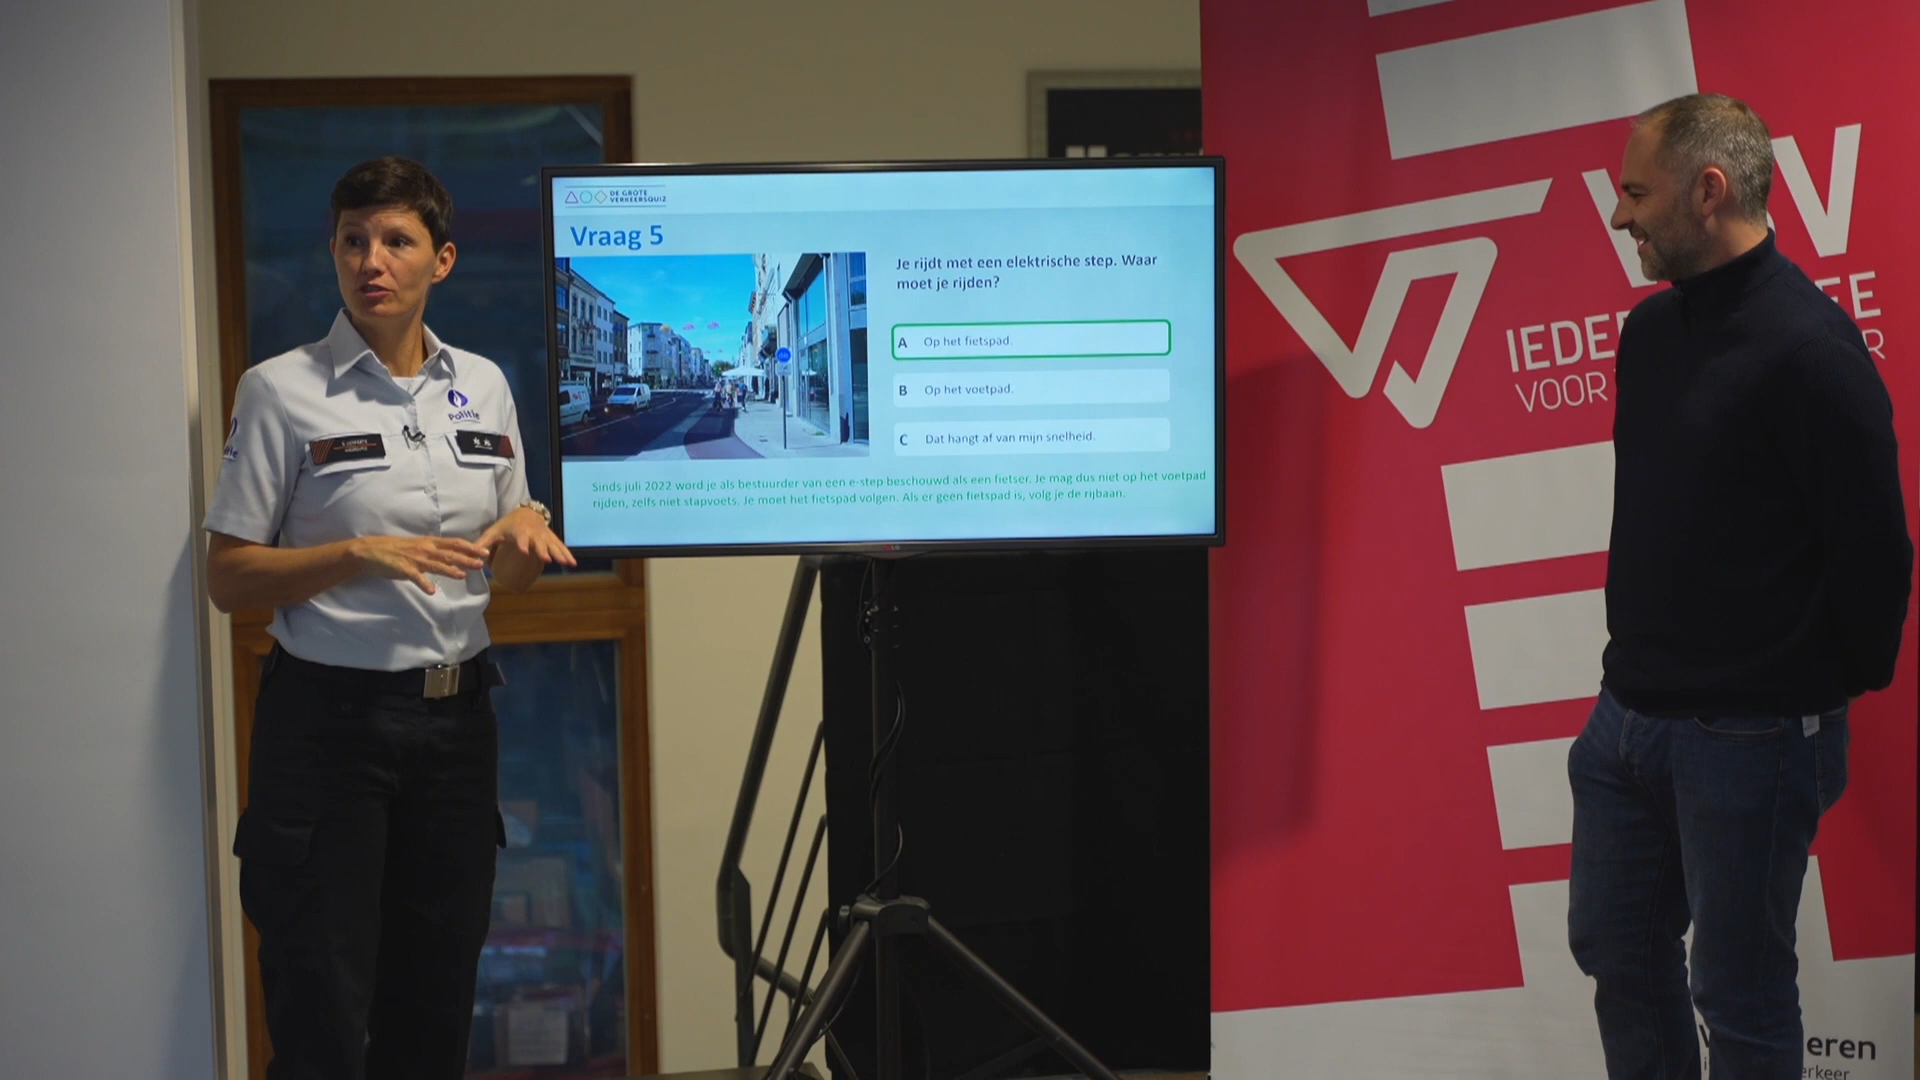 DE GROTE
VERKEERSQUIZ
Vraag 5
Je rijdt met een elektrische step. Waar
moet je rijden?
A Op het fietspad.
B Op het voetpad.
C Dat hangt af van mijn snelheid.
Sinds juli 2022 word je als bestuurder van een e-step beschouwd als een fietser. Je mag dus niet op het voetpad
rijden, zelfs niet stapvoets. Je moet het fietspad volgen. Als er geen fietspad is, volg je de rijbaan.
LG
Politie
V V
IEDE EE
VOOR R
eren
erkeer